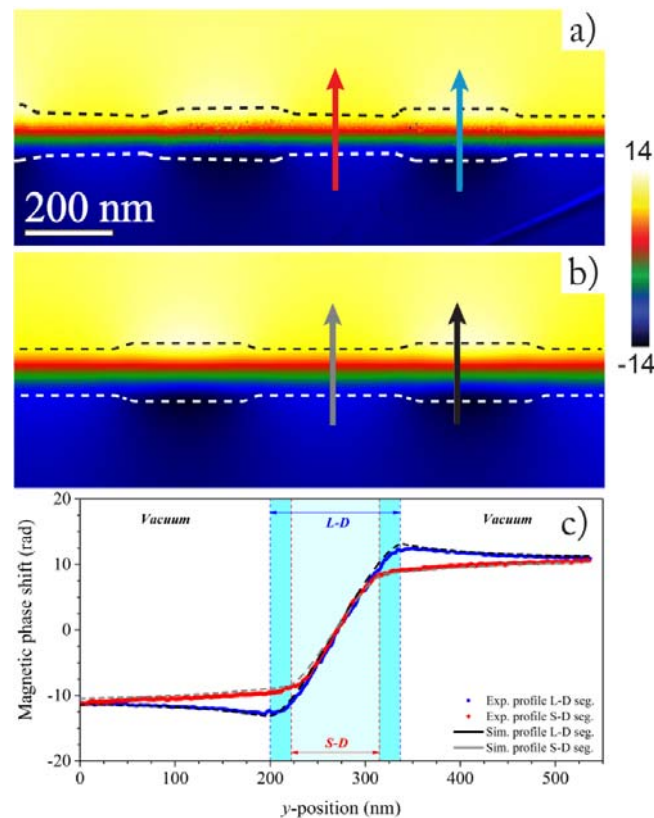 a)
14
200 nm
b)
-14
c)
20
10
0
-10
-20
Magnetic phase shift (rad)
Vacuum
L-D
Vacuum
S-D
Exp. profile L-D seg.
Exp. profile S-D seg.
Sim. profile L-D seg.
Sim. profile S-D seg.
0 100 200 300 400 500
y-position (nm)